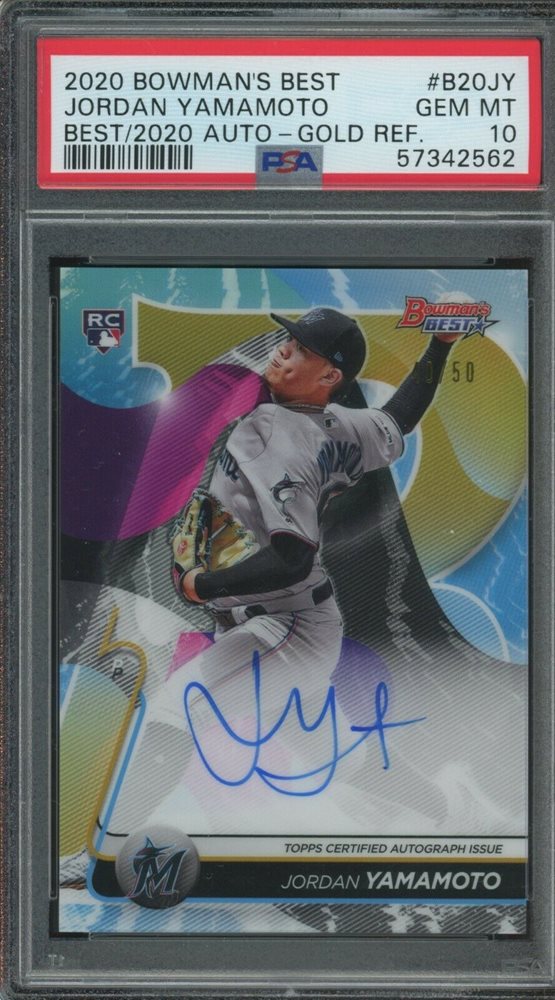 2020 BOWMAN'S BEST #B20JY
JORDAN YAMAMOTO GEM MT
BEST/2020 AUTO - GOLD REF. 10
PSA 57342562
RC
Bowman's
BEST
/50
P
TOPPS CERTIFIED AUTOGRAPH ISSUE
M
JORDAN YAMAMOTO
PSA